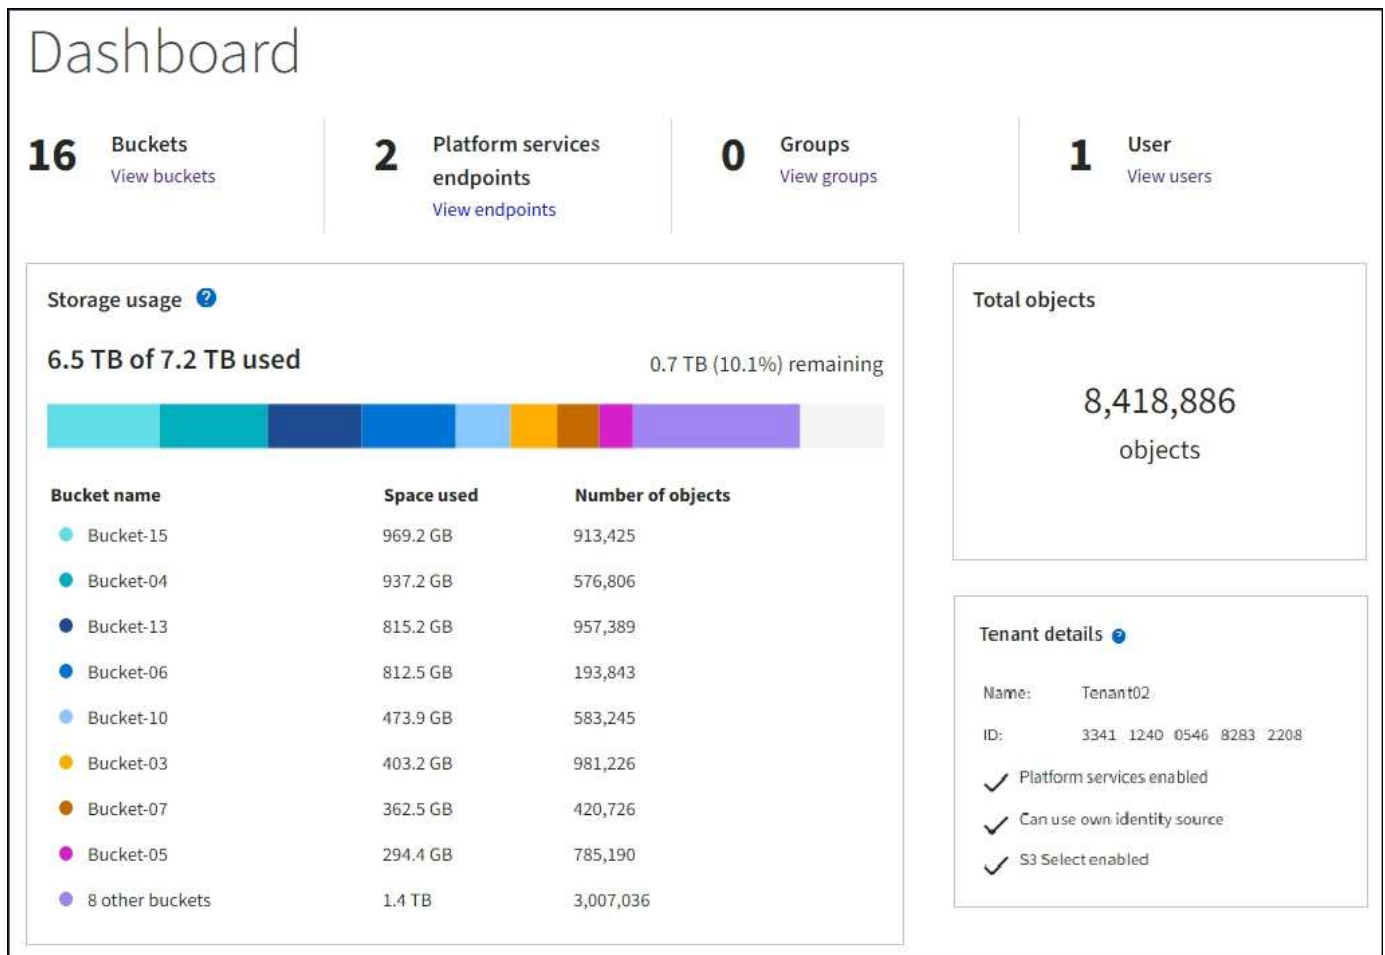 Dashboard
16 Buckets
View buckets
2 Platform services
endpoints
View endpoints
0 Groups
View groups
1 User
View users
Storage usage ?
6.5 TB of 7.2 TB used
0.7 TB (10.1%) remaining
Bucket name Space used Number of objects
Bucket-15 969.2 GB 913,425
Bucket-04 937.2 GB 576,806
Bucket-13 815.2 GB 957,389
Bucket-06 812.5 GB 193,843
Bucket-10 473.9 GB 583,245
Bucket-03 403.2 GB 981,226
Bucket-07 362.5 GB 420,726
Bucket-05 294.4 GB 785,190
8 other buckets 1.4 TB 3,007,036
Total objects
8,418,886
objects
Tenant details ?
Name: Tenant02
ID: 3341 1240 0546 8283 2208
Platform services enabled
Can use own identity source
S3 Select enabled